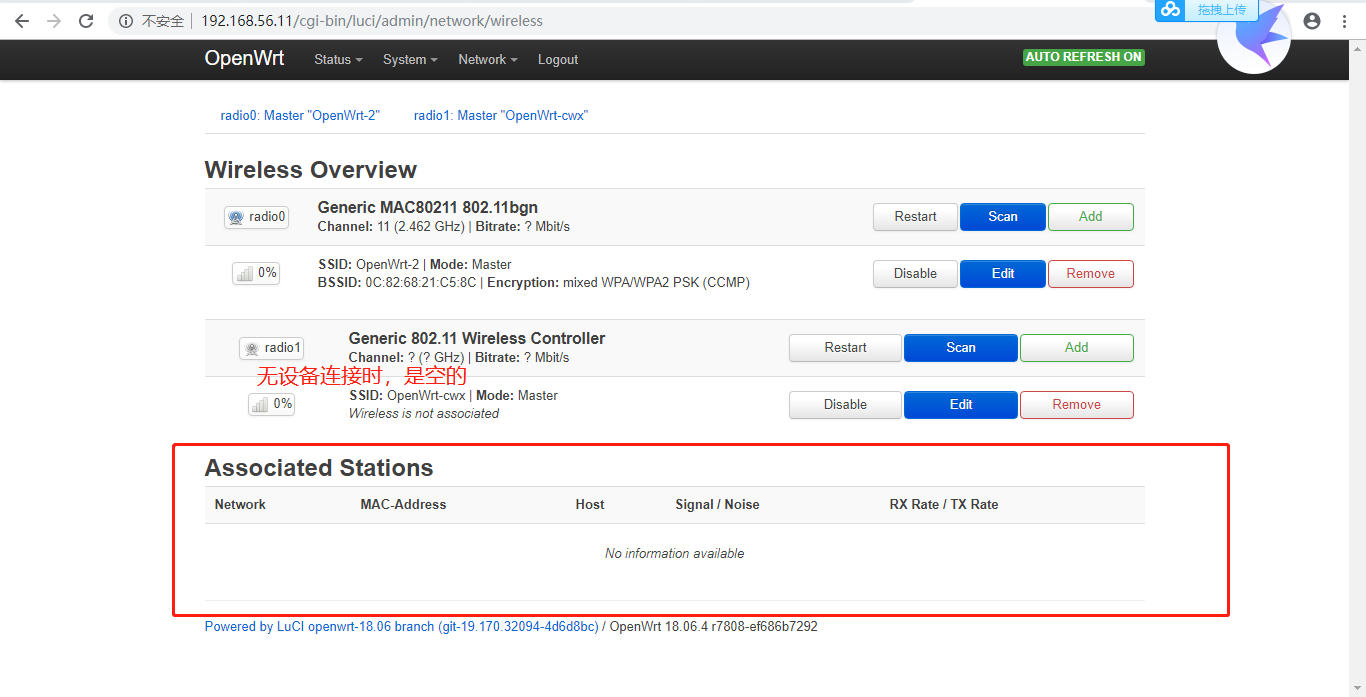 不安全 192.168.56.11/cgi-bin/luci/admin/network/wireless
拖拽上传
OpenWrt Status System Network Logout AUTO REFRESH ON
radio0: Master "OpenWrt-2" radio1: Master "OpenWrt-cwx"
Wireless Overview
radio0 Generic MAC80211 802.11bgn
Channel: 11 (2.462 GHz) | Bitrate: ? Mbit/s
Restart Scan Add
0% SSID: OpenWrt-2 | Mode: Master
BSSID: 0C:82:68:21:C5:8C | Encryption: mixed WPA/WPA2 PSK (CCMP)
Disable Edit Remove
radio1 Generic 802.11 Wireless Controller
Channel: ? (? GHz) | Bitrate: ? Mbit/s
Restart Scan Add
无设备连接时，是空的
0% SSID: OpenWrt-cwx | Mode: Master
Wireless is not associated
Disable Edit Remove
Associated Stations
Network MAC-Address Host Signal / Noise RX Rate / TX Rate
No information available
Powered by LuCI openwrt-18.06 branch (git-19.170.32094-4d6d8bc) / OpenWrt 18.06.4 r7808-ef686b7292